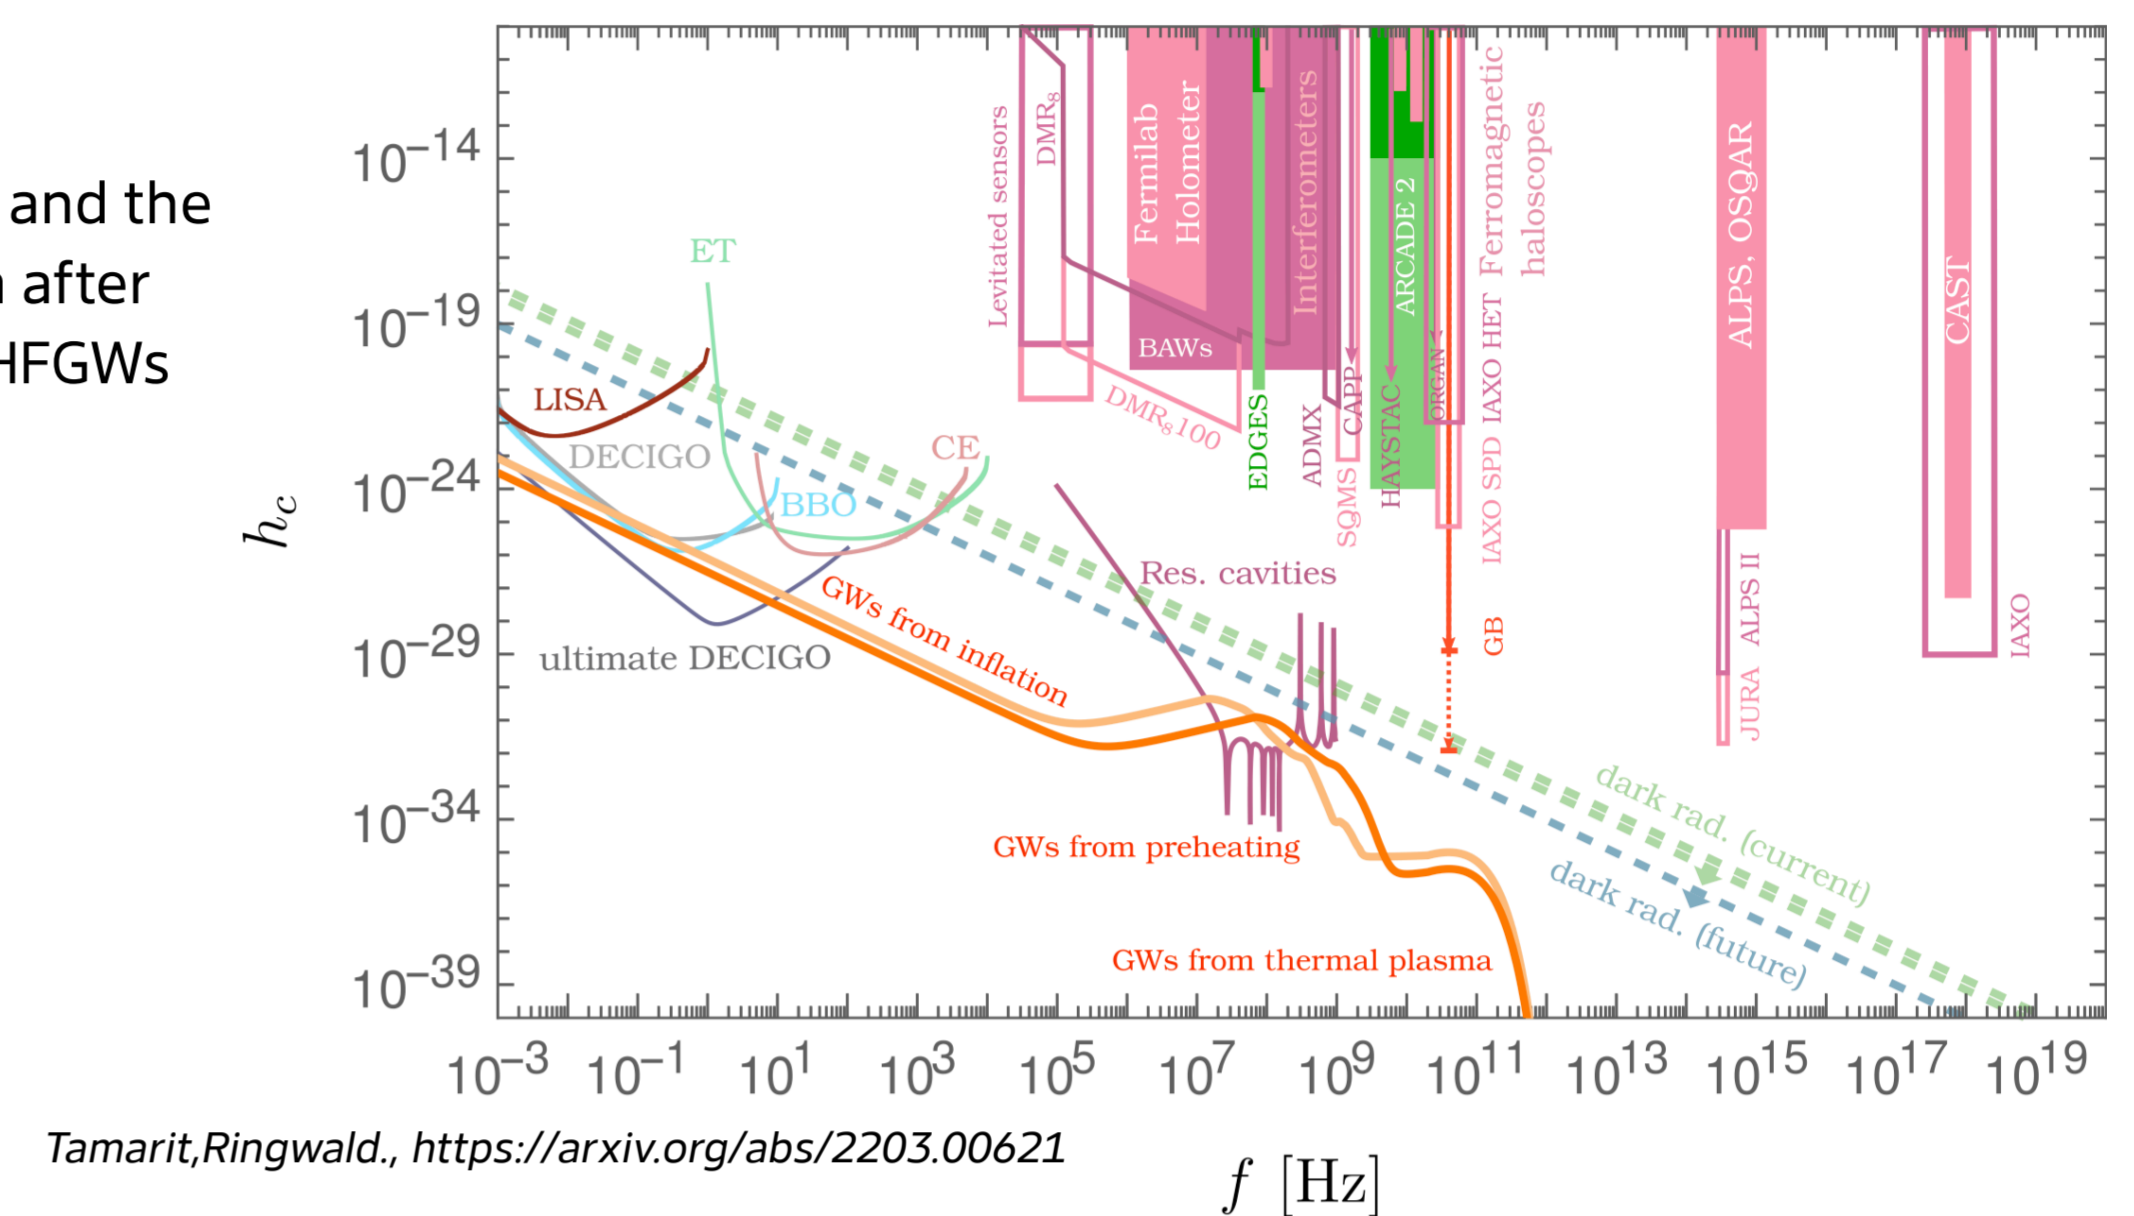 and the
after
HFGWs
h_c
10^−14
10^−19
10^−24
10^−29
10^−34
10^−39
Levitated sensors
DMR₈
Fermilab
Holometer
Interferometers
BAWs
DMR₈100
EDGES
ADMX
CAPP
SQMS
HAYSTAC
ARCADE 2
ORGAN
IAXO SPD IAXO HET Ferromagnetic
haloscopes
GB
ALPS, OSQAR
JURA ALPS II
CAST
IAXO
ET
LISA
DECIGO
BBO
CE
ultimate DECIGO
GWs from inflation
Res. cavities
GWs from preheating
GWs from thermal plasma
dark rad. (current)
dark rad. (future)
10^−3 10^−1 10^1 10^3 10^5 10^7 10^9 10^11 10^13 10^15 10^17 10^19
f [Hz]
Tamarit,Ringwald., https://arxiv.org/abs/2203.00621